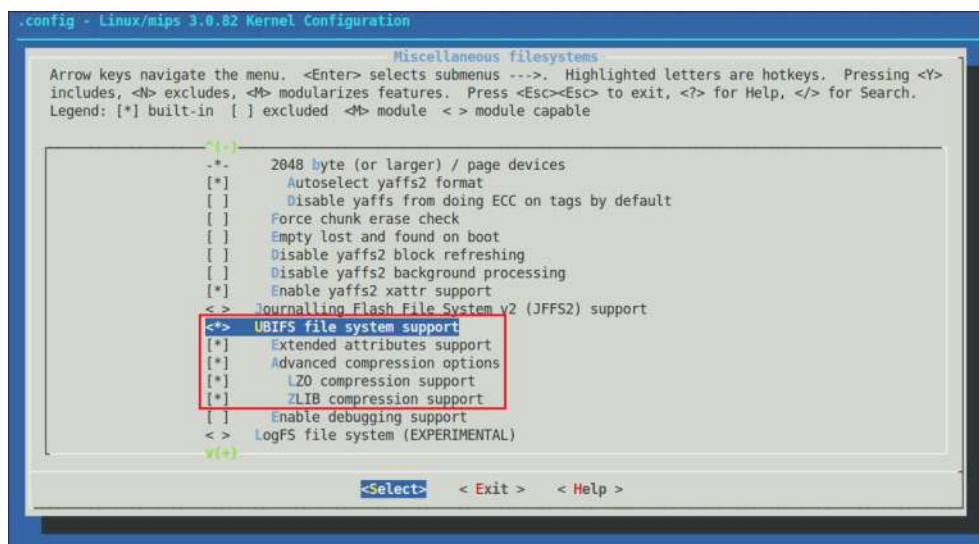 .config - Linux/mips 3.0.82 Kernel Configuration
Miscellaneous filesystems
Arrow keys navigate the menu. <Enter> selects submenus --->. Highlighted letters are hotkeys. Pressing <Y>
includes, <N> excludes, <M> modularizes features. Press <Esc><Esc> to exit, <?> for Help, </> for Search.
Legend: [*] built-in [ ] excluded <M> module < > module capable
^(-)
-*- 2048 byte (or larger) / page devices
[*] Autoselect yaffs2 format
[ ] Disable yaffs from doing ECC on tags by default
[ ] Force chunk erase check
[ ] Empty lost and found on boot
[ ] Disable yaffs2 block refreshing
[ ] Disable yaffs2 background processing
[*] Enable yaffs2 xattr support
< > Journalling Flash File System v2 (JFFS2) support
<*> UBIFS file system support
[*] Extended attributes support
[*] Advanced compression options
[*] LZO compression support
[*] ZLIB compression support
[ ] Enable debugging support
< > LogFS file system (EXPERIMENTAL)
v(+)
<Select> < Exit > < Help >